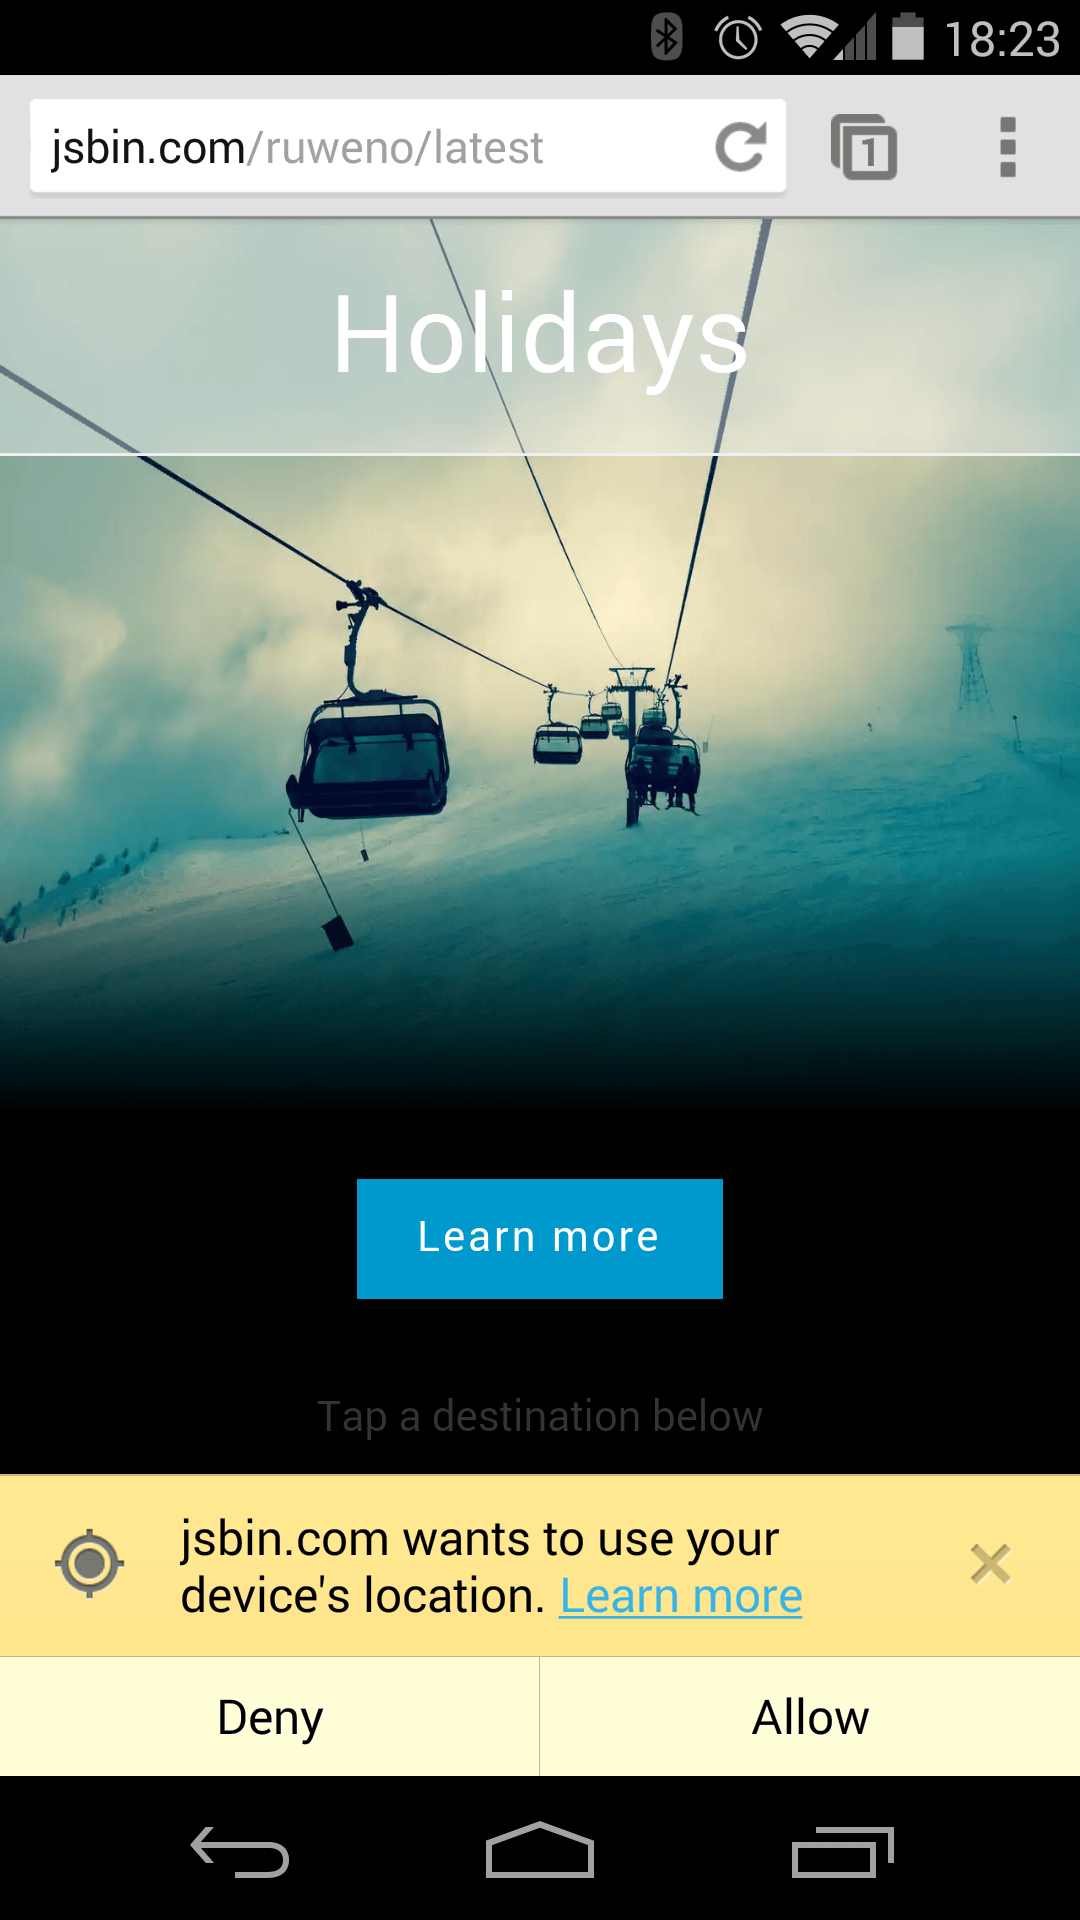 18:23
jsbin.com/ruweno/latest
1
Holidays
Learn more
Tap a destination below
jsbin.com wants to use your
device's location. Learn more
Deny
Allow